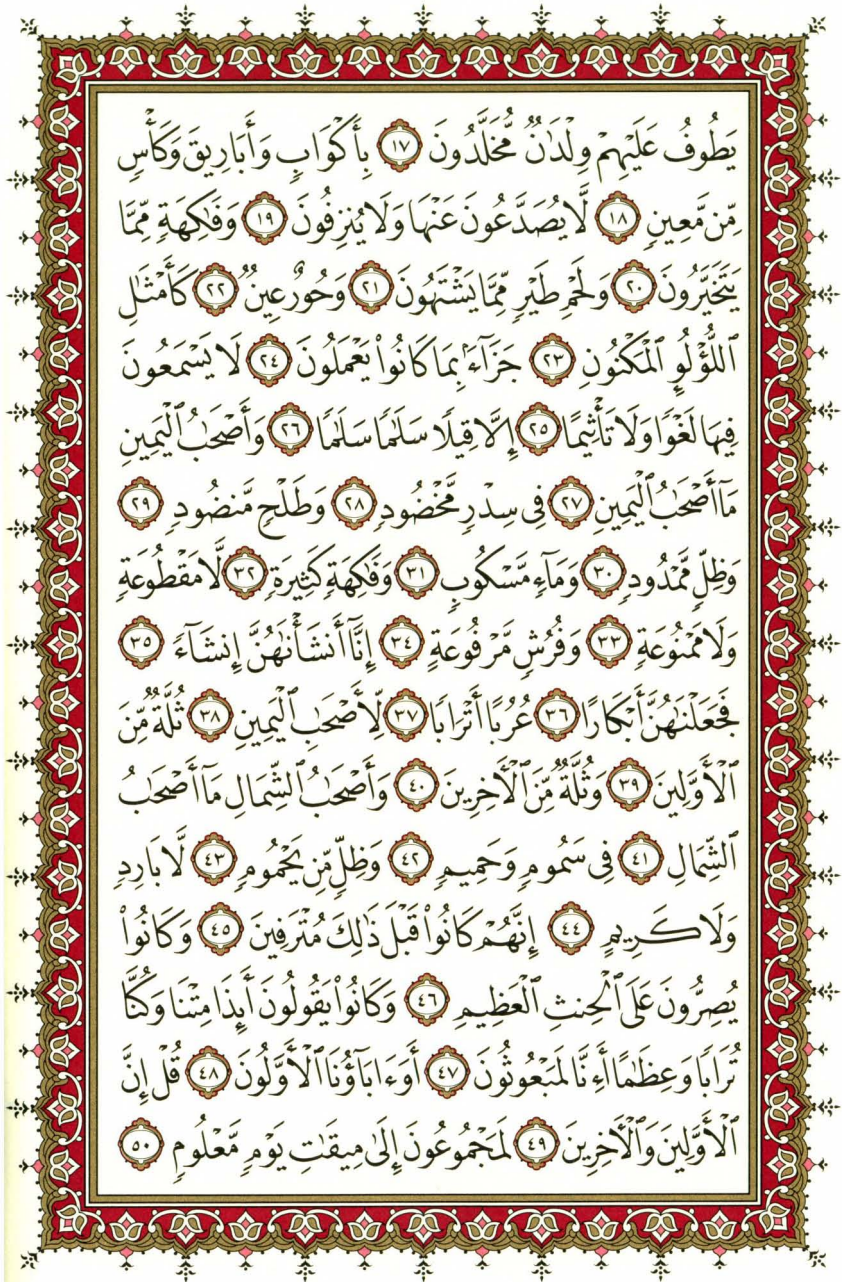 يَطُوفُ عَلَيْهِمْ وِلْدَٰنٌ مُّخَلَّدُونَ ١٧ بِأَكْوَابٍ وَأَبَارِيقَ وَكَأْسٍ
مِّن مَّعِينٍ ١٨ لَّا يُصَدَّعُونَ عَنْهَا وَلَا يُنزِفُونَ ١٩ وَفَٰكِهَةٍ مِّمَّا
يَتَخَيَّرُونَ ٢٠ وَلَحْمِ طَيْرٍ مِّمَّا يَشْتَهُونَ ٢١ وَحُورٌ عِينٌ ٢٢ كَأَمْثَٰلِ
ٱللُّؤْلُوِٕ ٱلْمَكْنُونِ ٢٣ جَزَآءًۢ بِمَا كَانُوا۟ يَعْمَلُونَ ٢٤ لَا يَسْمَعُونَ
فِيهَا لَغْوًا وَلَا تَأْثِيمًا ٢٥ إِلَّا قِيلًا سَلَٰمًا سَلَٰمًا ٢٦ وَأَصْحَٰبُ ٱلْيَمِينِ
مَآ أَصْحَٰبُ ٱلْيَمِينِ ٢٧ فِى سِدْرٍ مَّخْضُودٍ ٢٨ وَطَلْحٍ مَّنضُودٍ ٢٩
وَظِلٍّ مَّمْدُودٍ ٣٠ وَمَآءٍ مَّسْكُوبٍ ٣١ وَفَٰكِهَةٍ كَثِيرَةٍ ٣٢ لَّا مَقْطُوعَةٍ
وَلَا مَمْنُوعَةٍ ٣٣ وَفُرُشٍ مَّرْفُوعَةٍ ٣٤ إِنَّآ أَنشَأْنَٰهُنَّ إِنشَآءً ٣٥
فَجَعَلْنَٰهُنَّ أَبْكَارًا ٣٦ عُرُبًا أَتْرَابًا ٣٧ لِّأَصْحَٰبِ ٱلْيَمِينِ ٣٨ ثُلَّةٌ مِّنَ
ٱلْأَوَّلِينَ ٣٩ وَثُلَّةٌ مِّنَ ٱلْءَاخِرِينَ ٤٠ وَأَصْحَٰبُ ٱلشِّمَالِ مَآ أَصْحَٰبُ
ٱلشِّمَالِ ٤١ فِى سَمُومٍ وَحَمِيمٍ ٤٢ وَظِلٍّ مِّن يَحْمُومٍ ٤٣ لَّا بَارِدٍ
وَلَا كَرِيمٍ ٤٤ إِنَّهُمْ كَانُوا۟ قَبْلَ ذَٰلِكَ مُتْرَفِينَ ٤٥ وَكَانُوا۟
يُصِرُّونَ عَلَى ٱلْحِنثِ ٱلْعَظِيمِ ٤٦ وَكَانُوا۟ يَقُولُونَ أَئِذَا مِتْنَا وَكُنَّا
تُرَابًا وَعِظَٰمًا أَءِنَّا لَمَبْعُوثُونَ ٤٧ أَوَءَابَآؤُنَا ٱلْأَوَّلُونَ ٤٨ قُلْ إِنَّ
ٱلْأَوَّلِينَ وَٱلْءَاخِرِينَ ٤٩ لَمَجْمُوعُونَ إِلَىٰ مِيقَٰتِ يَوْمٍ مَّعْلُومٍ ٥٠